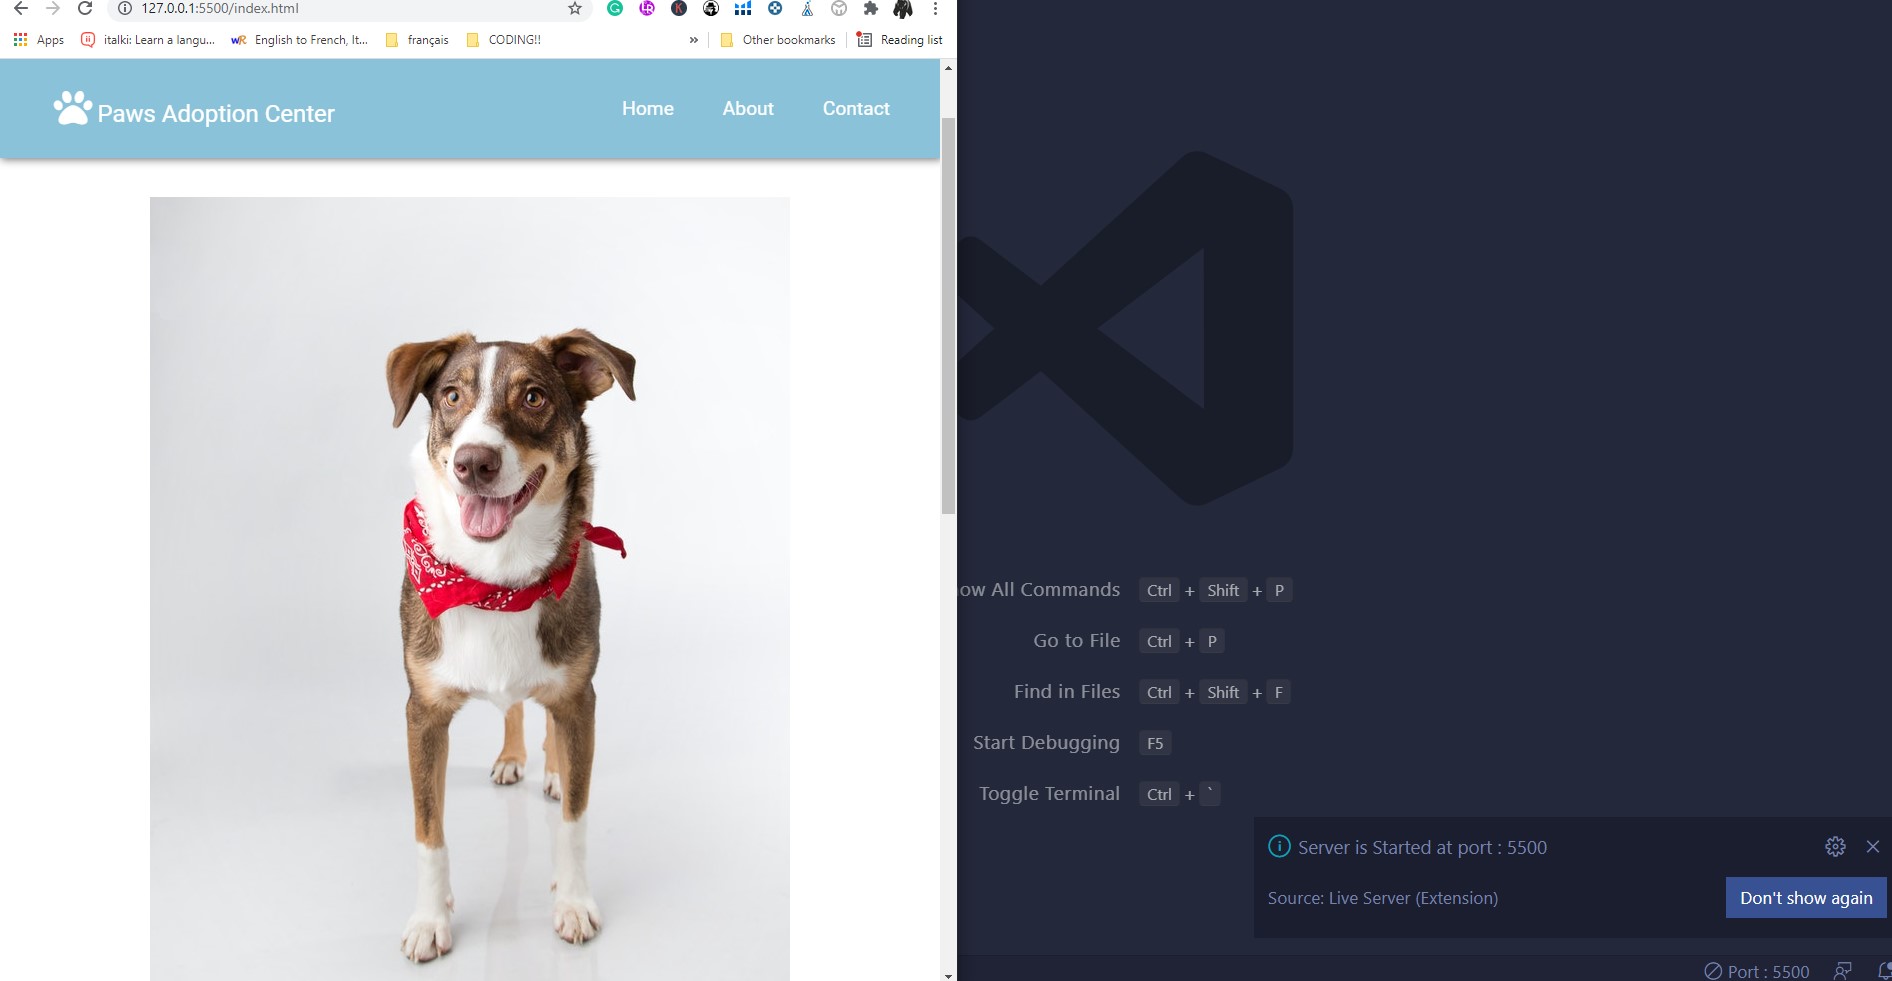 127.0.0.1:5500/index.html
Apps italki: Learn a langu... wR English to French, It... français CODING!! » Other bookmarks Reading list
Paws Adoption Center Home About Contact
ow All Commands Ctrl + Shift + P
Go to File Ctrl + P
Find in Files Ctrl + Shift + F
Start Debugging F5
Toggle Terminal Ctrl + `
Server is Started at port : 5500
Source: Live Server (Extension) Don't show again
Port : 5500